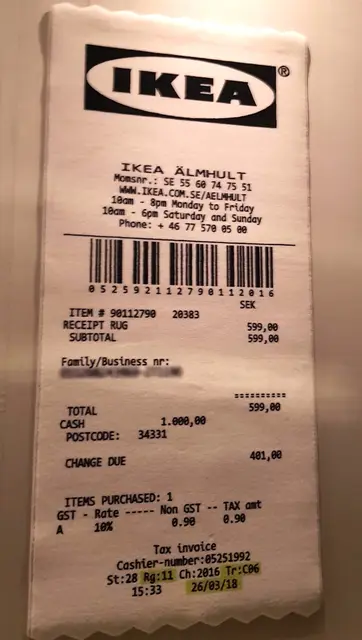 IKEA®
IKEA ÄLMHULT
Momsnr.: SE 55 60 74 75 51
WWW.IKEA.COM.SE/AELMHULT
10am - 8pm Monday to Friday
10am - 6pm Saturday and Sunday
Phone: + 46 77 570 05 00
05259211279011 2016
SEK
ITEM # 90112790 20383
RECEIPT RUG 599,00
SUBTOTAL 599,00
Family/Business nr:
==========
TOTAL 599,00
CASH 1.000,00
POSTCODE: 34331
CHANGE DUE 401,00
ITEMS PURCHASED: 1
GST - Rate ----- Non GST -- TAX amt
A 10% 0.90 0.90
Tax invoice
Cashier-number:05251992
St:28 Rg:11 Ch:2016 Tr:C06
15:33 26/03/18